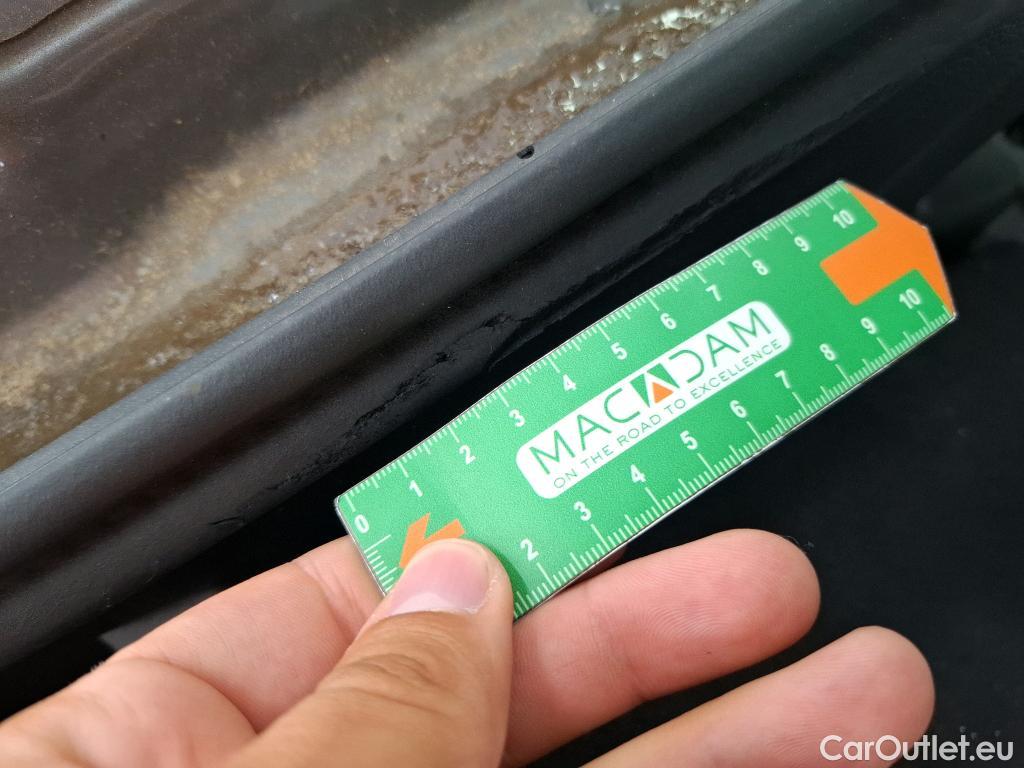 0 1 2 3 4 5 6 7 8 9 10
MACADAM
ON THE ROAD TO EXCELLENCE
2 3 4 5 6 7 8 9 10
CarOutlet.eu